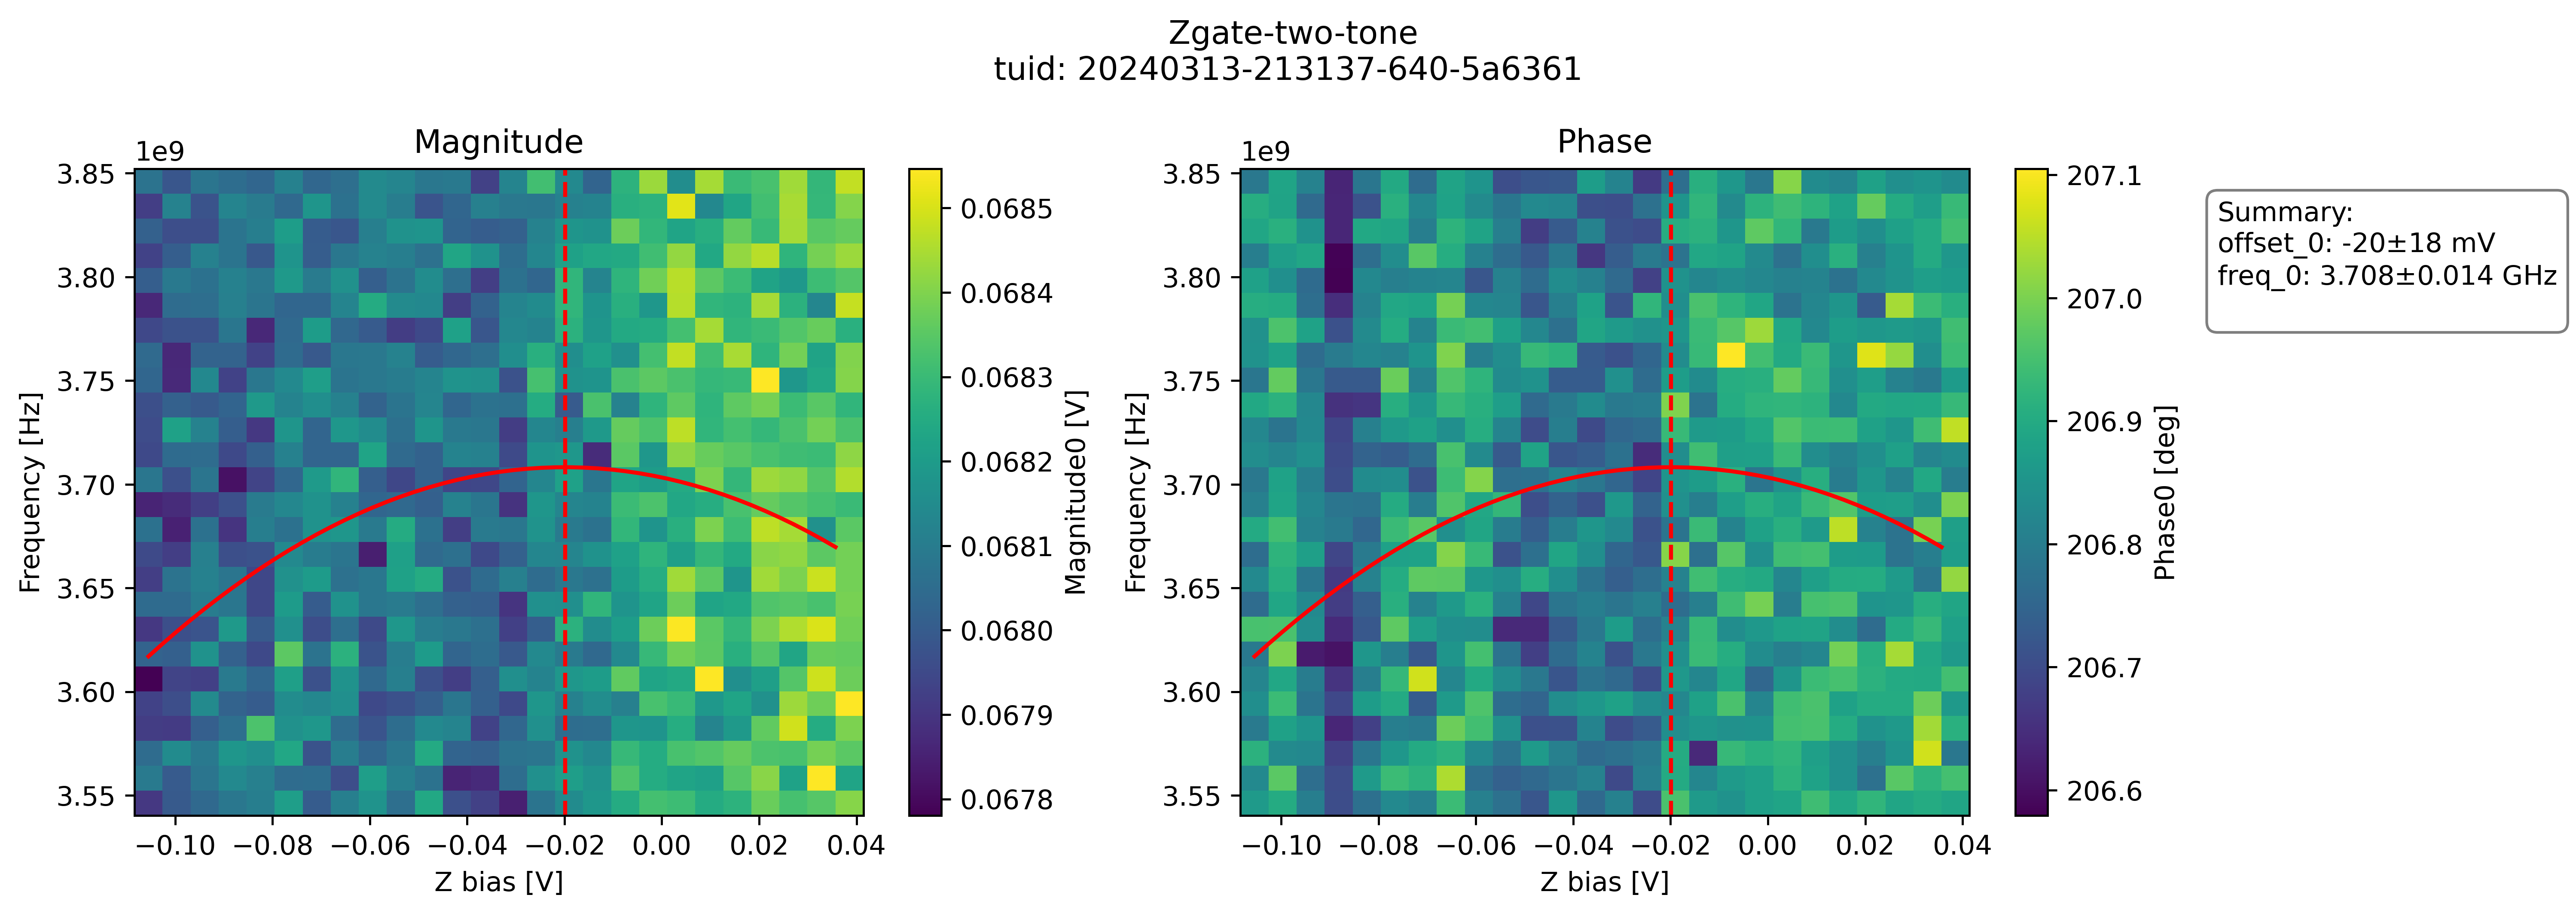 Zgate-two-tone
tuid: 20240313-213137-640-5a6361
Magnitude
1e9
3.85
3.80
3.75
3.70
3.65
3.60
3.55
Frequency [Hz]
−0.10 −0.08 −0.06 −0.04 −0.02 0.00 0.02 0.04
Z bias [V]
0.0685
0.0684
0.0683
0.0682
0.0681
0.0680
0.0679
0.0678
Magnitude0 [V]
Phase
1e9
3.85
3.80
3.75
3.70
3.65
3.60
3.55
Frequency [Hz]
−0.10 −0.08 −0.06 −0.04 −0.02 0.00 0.02 0.04
Z bias [V]
207.1
207.0
206.9
206.8
206.7
206.6
Phase0 [deg]
Summary:
offset_0: -20±18 mV
freq_0: 3.708±0.014 GHz